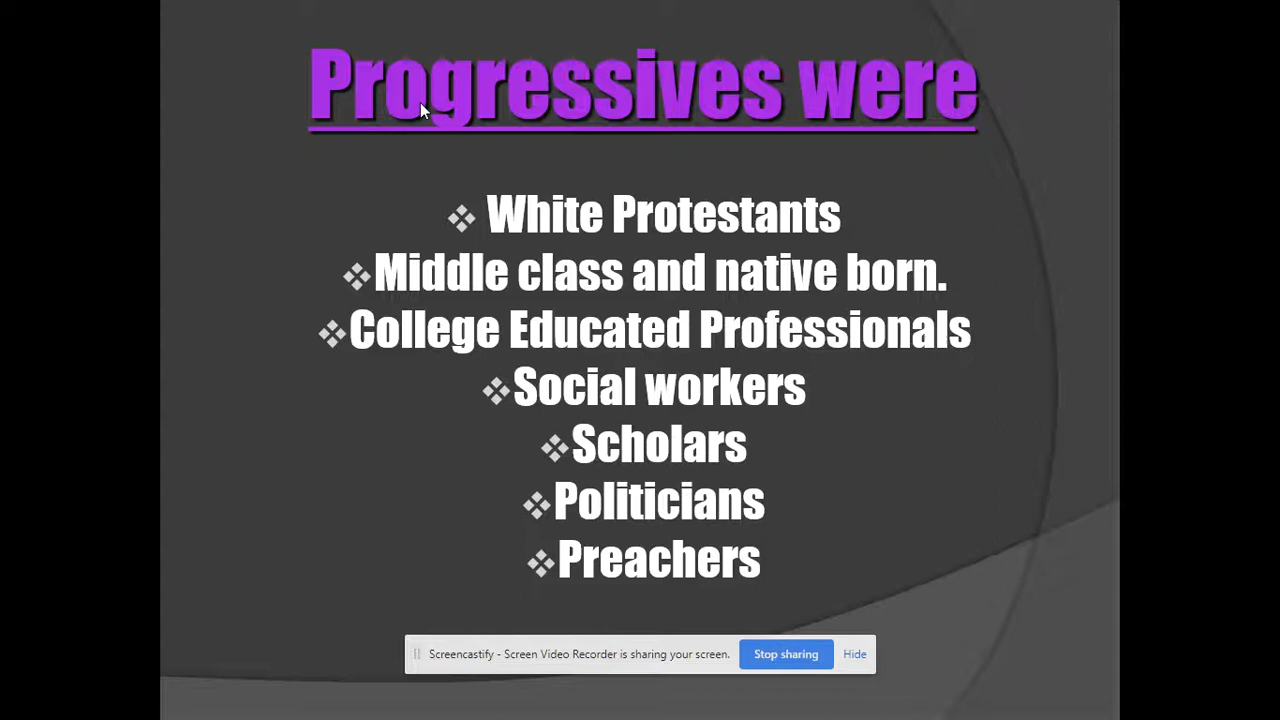 Progressives were
❖ White Protestants
❖Middle class and native born.
❖College Educated Professionals
❖Social workers
❖Scholars
❖Politicians
❖Preachers
Screencastify - Screen Video Recorder is sharing your screen. Stop sharing Hide